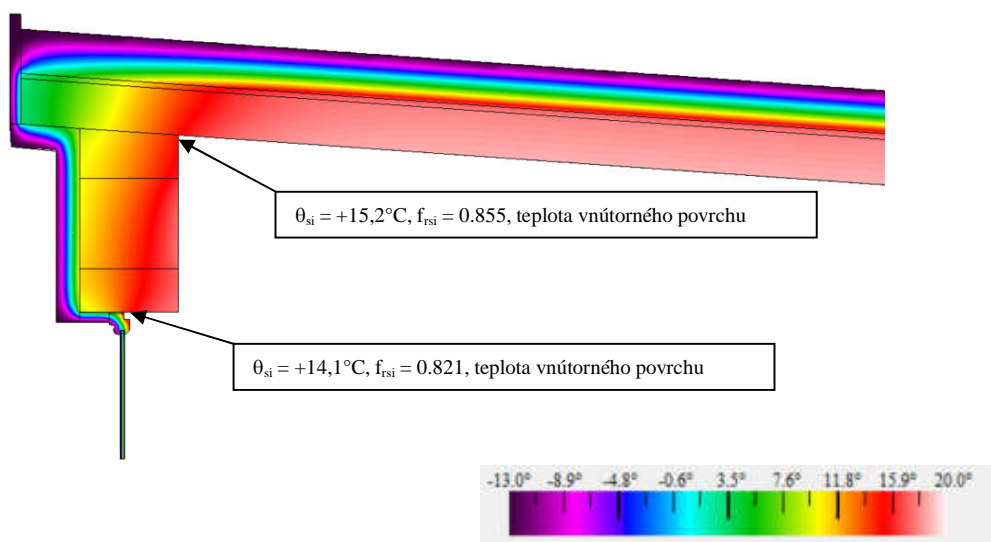 θsi = +15,2°C, frsi = 0.855, teplota vnútorného povrchu
θsi = +14,1°C, frsi = 0.821, teplota vnútorného povrchu
-13.0° -8.9° -4.8° -0.6° 3.5° 7.6° 11.8° 15.9° 20.0°